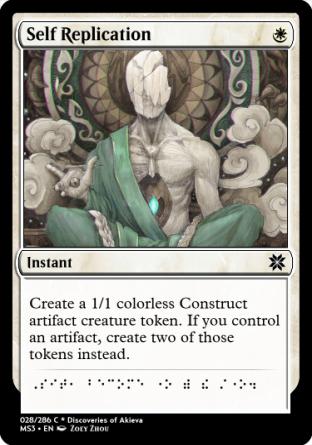 Self Replication
Instant
Create a 1/1 colorless Construct
artifact creature token. If you control
an artifact, create two of those
tokens instead.
028/286 C * Discoveries of Akieva
MS3 • EN Zoey Zhou